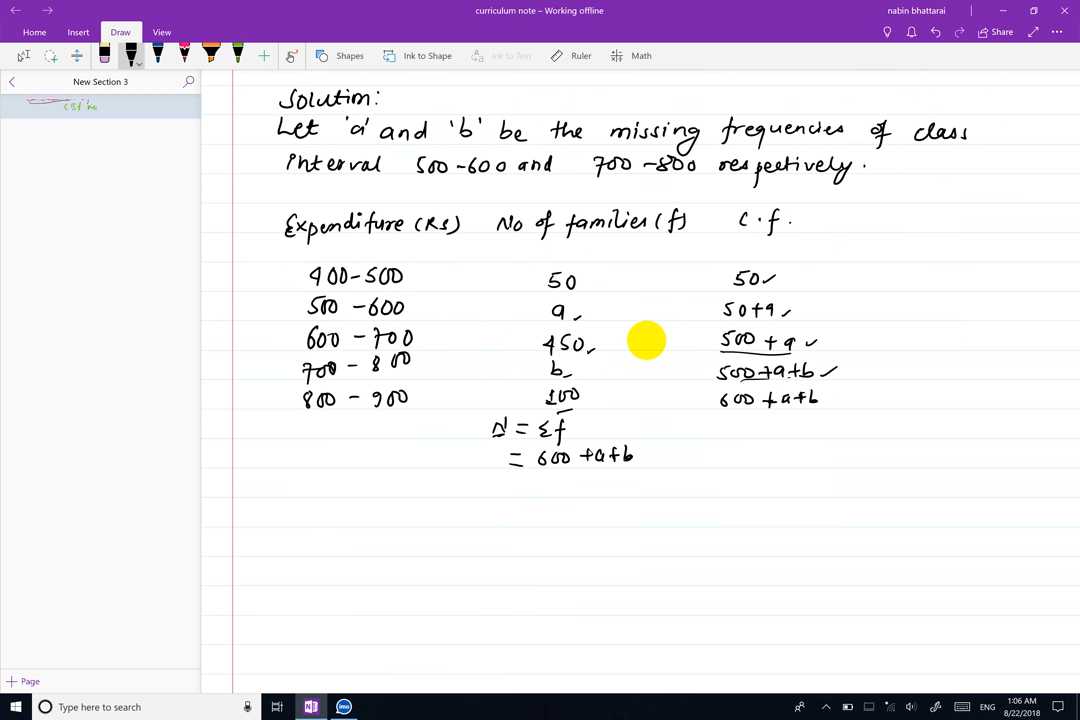 curriculum note – Working offline
nabin bhattarai
Home Insert Draw View
Share
Shapes Ink to Shape Ink to Text Ruler Math
New Section 3
Solution:
Let 'a' and 'b' be the missing frequencies of class
interval 500-600 and 700-800 respectively.
Expenditure (Rs) No of families (f) c.f.
400-500 50 50✓
500-600 a✓ 50+a✓
600-700 450✓ 500+a✓
700-800 b✓ 500+a+b✓
800-900 100 600+a+b
N = Σf
= 600+a+b
+ Page
Type here to search
ENG
1:06 AM
8/22/2018